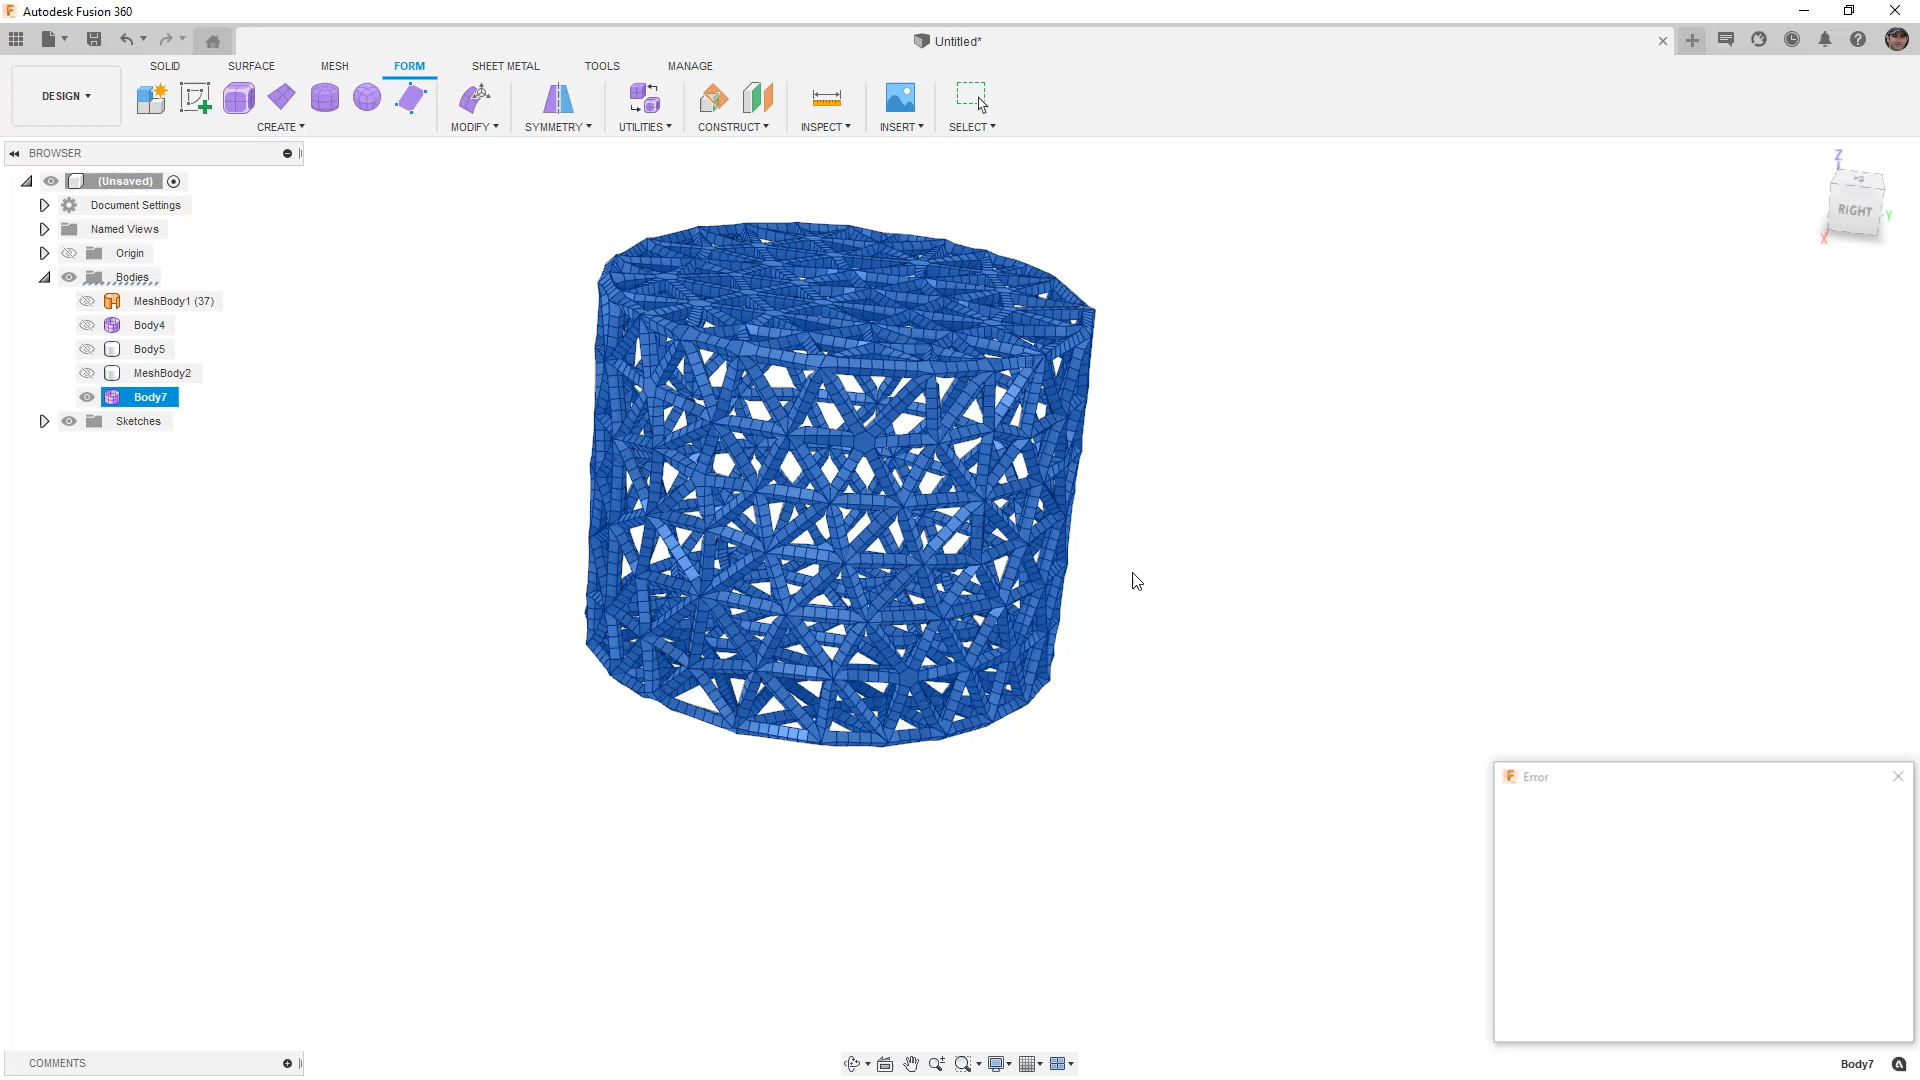 Autodesk Fusion 360
Untitled*
SOLID SURFACE MESH FORM SHEET METAL TOOLS MANAGE
DESIGN
CREATE MODIFY SYMMETRY UTILITIES CONSTRUCT INSPECT INSERT SELECT
BROWSER
(Unsaved)
Document Settings
Named Views
Origin
Bodies
MeshBody1 (37)
Body4
Body5
MeshBody2
Body7
Sketches
Z
RIGHT
Y
X
Error
COMMENTS
Body7